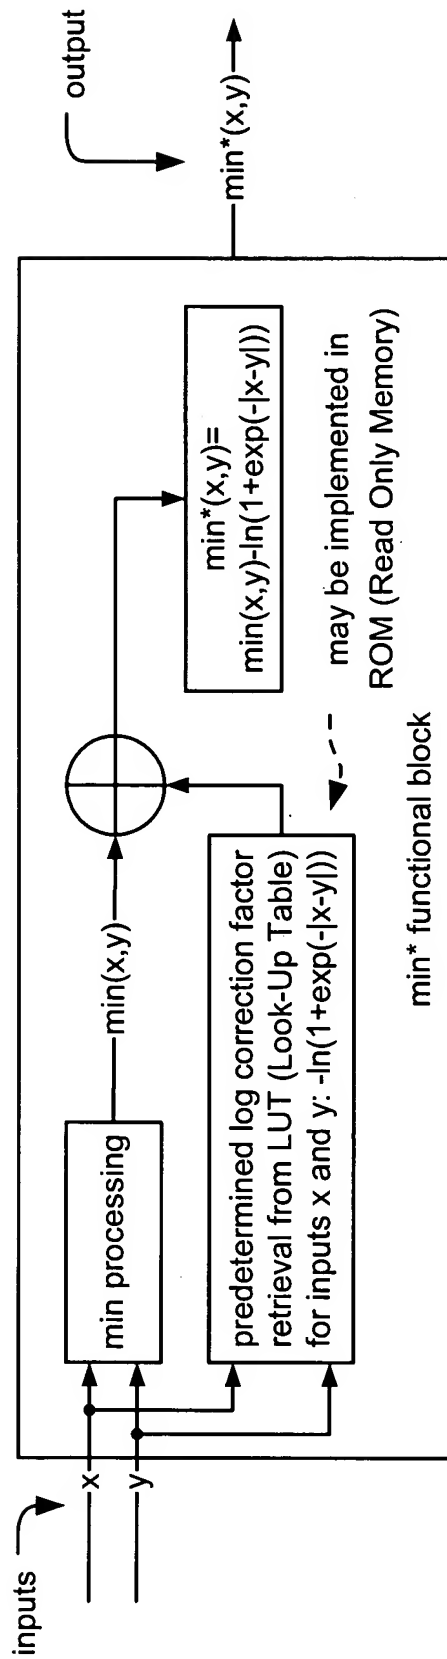 inputs
x
y
min processing
min(x,y)
predetermined log correction factor
retrieval from LUT (Look-Up Table)
for inputs x and y: -ln(1+exp(-|x-y|))
min*(x,y)=
min(x,y)-ln(1+exp(-|x-y|))
may be implemented in
ROM (Read Only Memory)
min* functional block
output
min*(x,y)